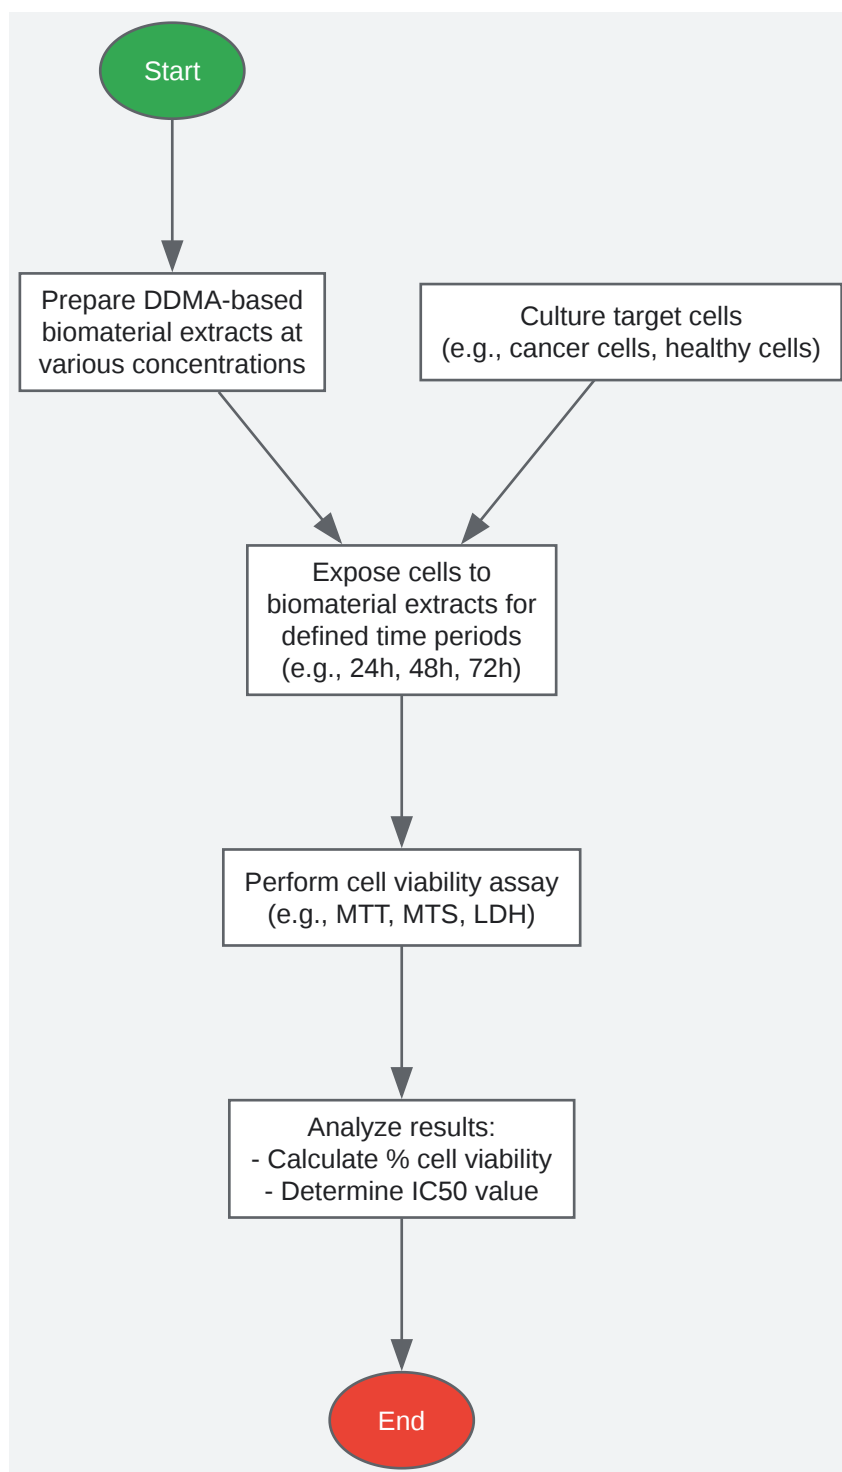 Start
Prepare DDMA-based
biomaterial extracts at
various concentrations
Culture target cells
(e.g., cancer cells, healthy cells)
Expose cells to
biomaterial extracts for
defined time periods
(e.g., 24h, 48h, 72h)
Perform cell viability assay
(e.g., MTT, MTS, LDH)
Analyze results:
- Calculate % cell viability
- Determine IC50 value
End